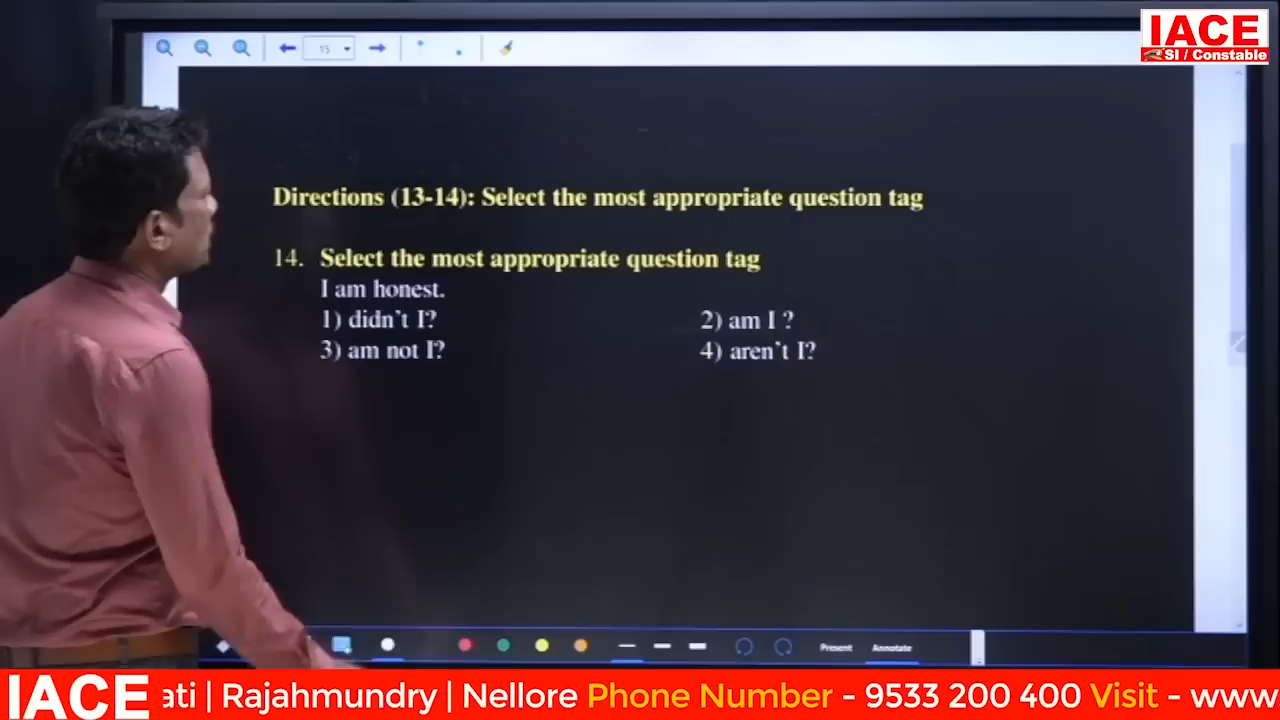 IACE
SI / Constable
15
Directions (13-14): Select the most appropriate question tag
14. Select the most appropriate question tag
I am honest.
1) didn't I?
2) am I ?
3) am not I?
4) aren't I?
Present
Annotate
IACE
ati | Rajahmundry | Nellore Phone Number - 9533 200 400 Visit - www